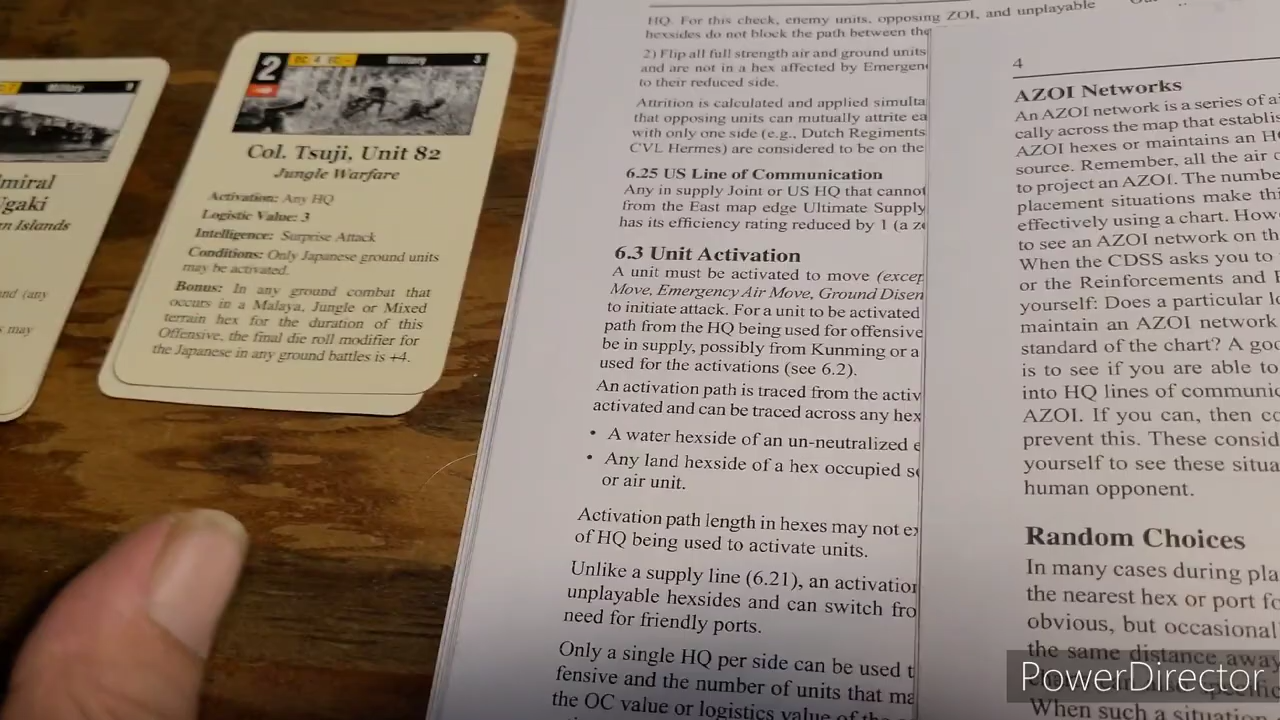 Military
miral
Ugaki
n Islands
nd (any
s may
2
OC: 4 EC: -
Military
3
Col. Tsuji, Unit 82
Jungle Warfare
Activation: Any HQ
Logistic Value: 3
Intelligence: Surprise Attack
Conditions: Only Japanese ground units
may be activated.
Bonus: In any ground combat that
occurs in a Malaya, Jungle or Mixed
terrain hex for the duration of this
Offensive, the final die roll modifier for
the Japanese in any ground battles is +4.
HQ. For this check, enemy units, opposing ZOI, and unplayable
hexsides do not block the path between the
2) Flip all full strength air and ground units
and are not in a hex affected by Emergen
to their reduced side.
Attrition is calculated and applied simulta
that opposing units can mutually attrite ea
with only one side (e.g., Dutch Regiments
CVL Hermes) are considered to be on the
6.25 US Line of Communication
Any in supply Joint or US HQ that cannot
from the East map edge Ultimate Supply
has its efficiency rating reduced by 1 (a ze
6.3 Unit Activation
A unit must be activated to move (excep
Move, Emergency Air Move, Ground Disen
to initiate attack. For a unit to be activated
path from the HQ being used for offensive
be in supply, possibly from Kunming or a
used for the activations (see 6.2).
An activation path is traced from the activ
activated and can be traced across any hex
• A water hexside of an un-neutralized e
• Any land hexside of a hex occupied s
or air unit.
Activation path length in hexes may not ex
of HQ being used to activate units.
Unlike a supply line (6.21), an activation
unplayable hexsides and can switch fro
need for friendly ports.
Only a single HQ per side can be used t
fensive and the number of units that ma
the OC value or logistics value of the
4
AZOI Networks
An AZOI network is a series of ai
cally across the map that establis
AZOI hexes or maintains an H
source. Remember, all the air
to project an AZOI. The number
placement situations make thi
effectively using a chart. How
to see an AZOI network on th
When the CDSS asks you to
or the Reinforcements and
yourself: Does a particular l
maintain an AZOI network
standard of the chart? A goo
is to see if you are able to
into HQ lines of communic
AZOI. If you can, then co
prevent this. These consid
yourself to see these situa
human opponent.
Random Choices
In many cases during pla
the nearest hex or port fo
obvious, but occasional
the same distance away
When such a situation
PowerDirector